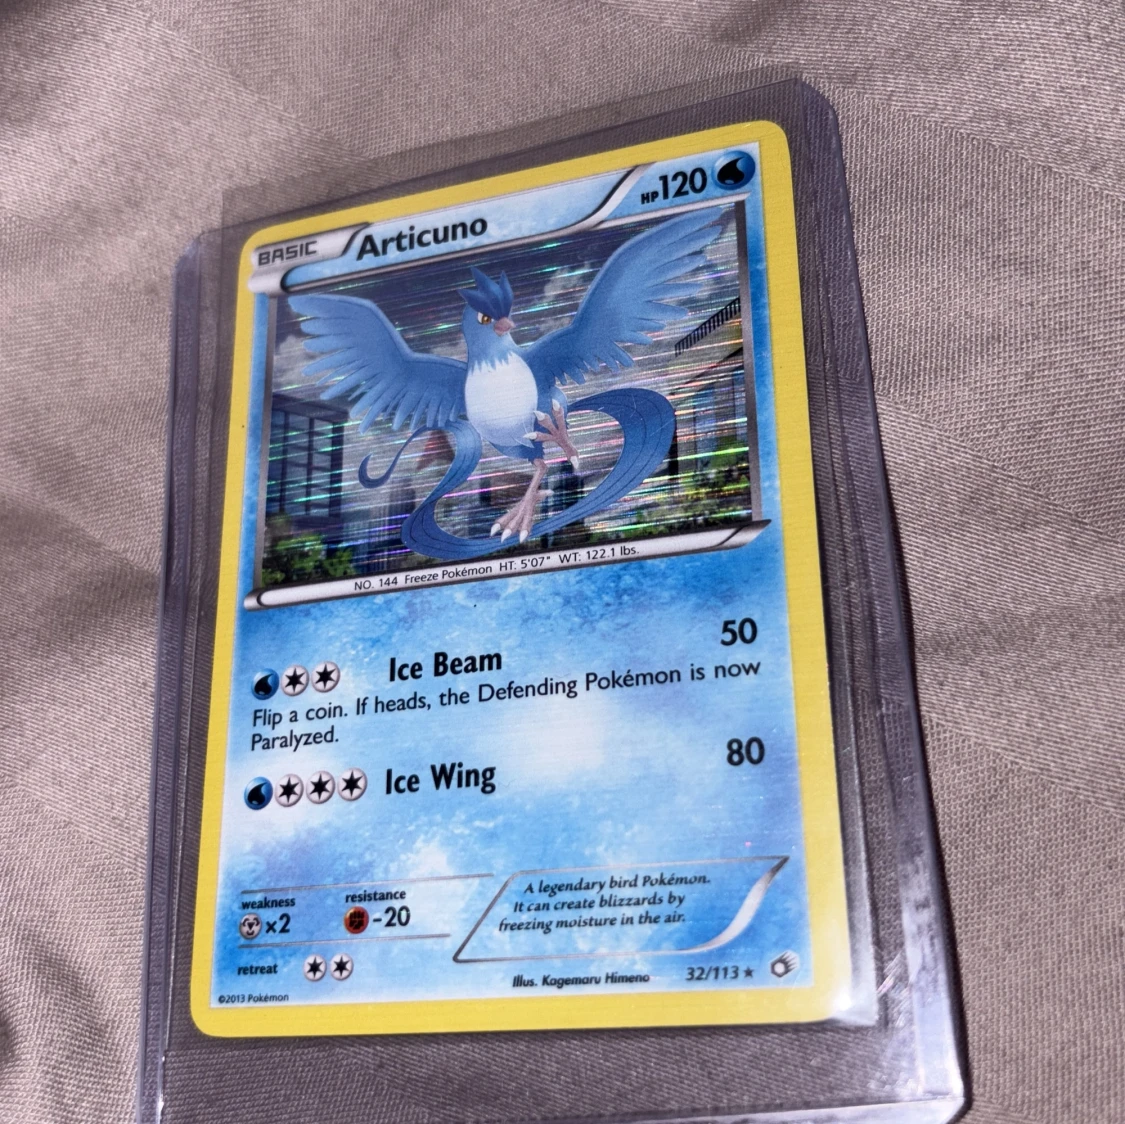 BASIC Articuno HP120
NO. 144 Freeze Pokémon HT: 5'07" WT: 122.1 lbs.
Ice Beam 50
Flip a coin. If heads, the Defending Pokémon is now
Paralyzed.
Ice Wing 80
weakness resistance
×2 -20
A legendary bird Pokémon.
It can create blizzards by
freezing moisture in the air.
retreat
Illus. Kagemaru Himeno 32/113 ★
©2013 Pokémon